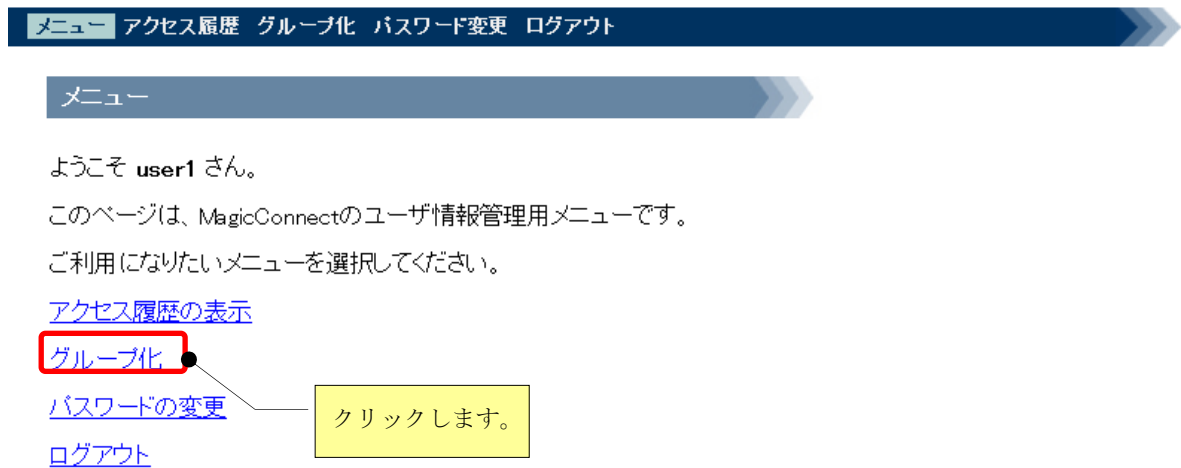 メニュー アクセス履歴 グループ化 パスワード変更 ログアウト
メニュー
ようこそ user1 さん。
このページは、MagicConnectのユーザ情報管理用メニューです。
ご利用になりたいメニューを選択してください。
アクセス履歴の表示
グループ化
パスワードの変更
クリックします。
ログアウト